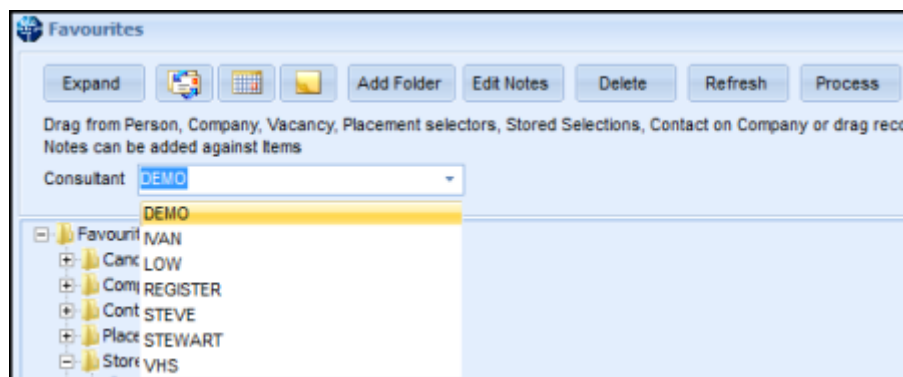 Favourites
Expand Add Folder Edit Notes Delete Refresh Process
Drag from Person, Company, Vacancy, Placement selectors, Stored Selections, Contact on Company or drag reco
Notes can be added against Items
Consultant DEMO
DEMO
Favourit IVAN
Canc LOW
Com REGISTER
Cont STEVE
Place STEWART
Store VHS